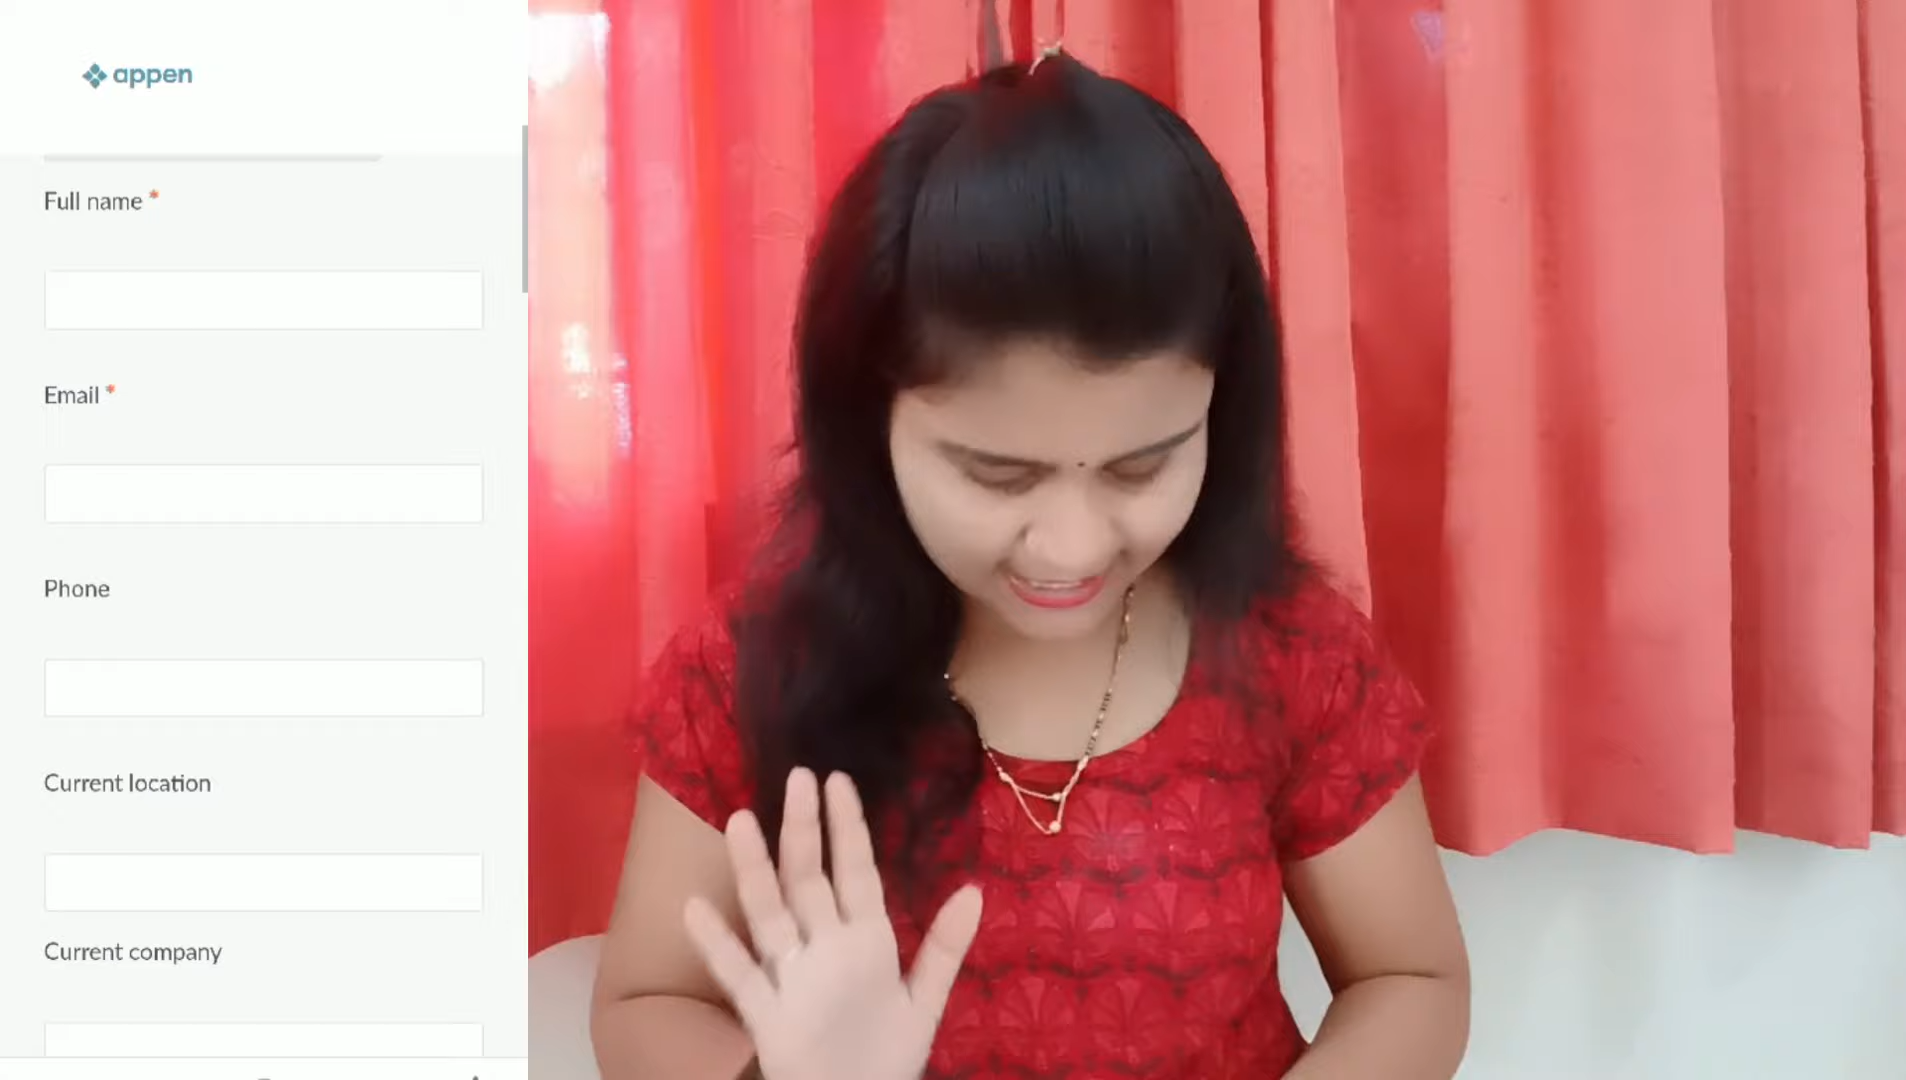 appen
Full name *
Email *
Phone
Current location
Current company